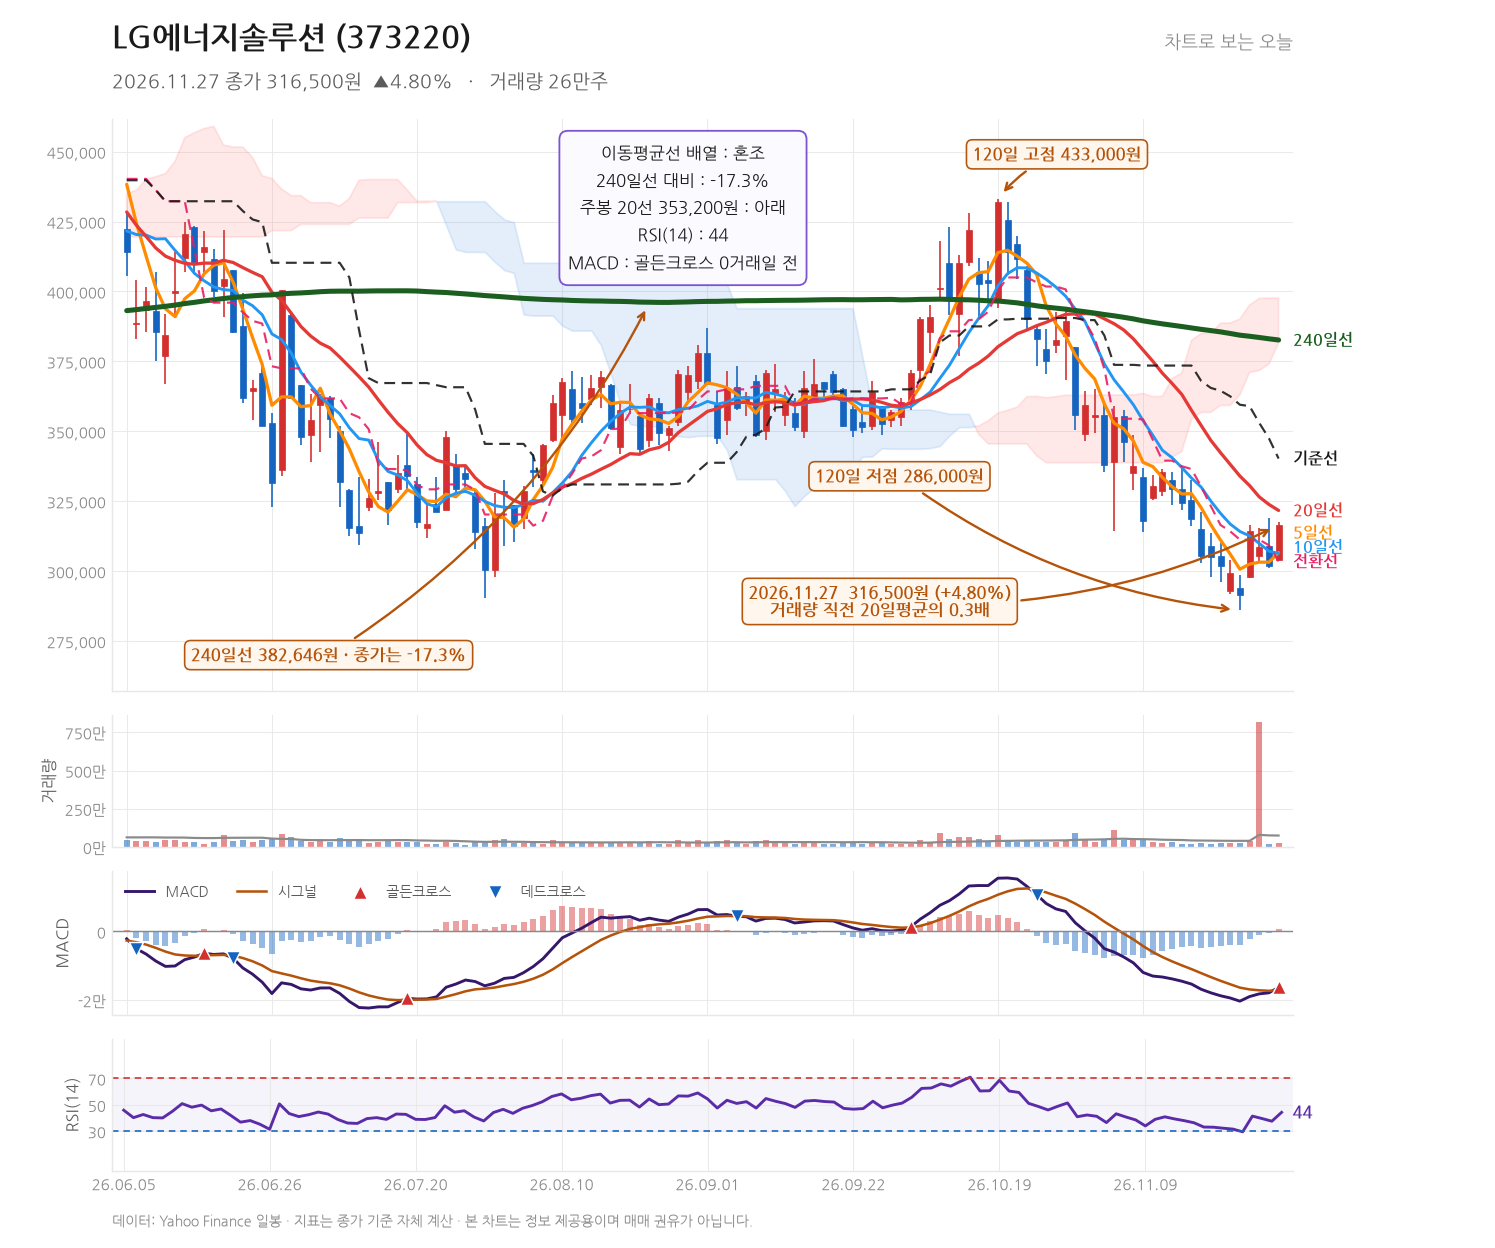 LG에너지솔루션 (373220)
차트로 보는 오늘
2026.11.27 종가 316,500원 ▲4.80% · 거래량 26만주
이동평균선 배열 : 혼조
240일선 대비 : -17.3%
주봉 20선 353,200원 : 아래
RSI(14) : 44
MACD : 골든크로스 0거래일 전
120일 고점 433,000원
450,000
425,000
400,000
375,000
350,000
325,000
300,000
275,000
240일선
기준선
20일선
5일선
10일선
전환선
120일 저점 286,000원
2026.11.27 316,500원 (+4.80%)
거래량 직전 20일평균의 0.3배
240일선 382,646원 · 종가는 -17.3%
거래량
750만
500만
250만
0만
MACD
MACD
시그널
골든크로스
데드크로스
0
-2만
RSI(14)
70
50
30
44
26.06.05
26.06.26
26.07.20
26.08.10
26.09.01
26.09.22
26.10.19
26.11.09
데이터: Yahoo Finance 일봉 · 지표는 종가 기준 자체 계산 · 본 차트는 정보 제공용이며 매매 권유가 아닙니다.